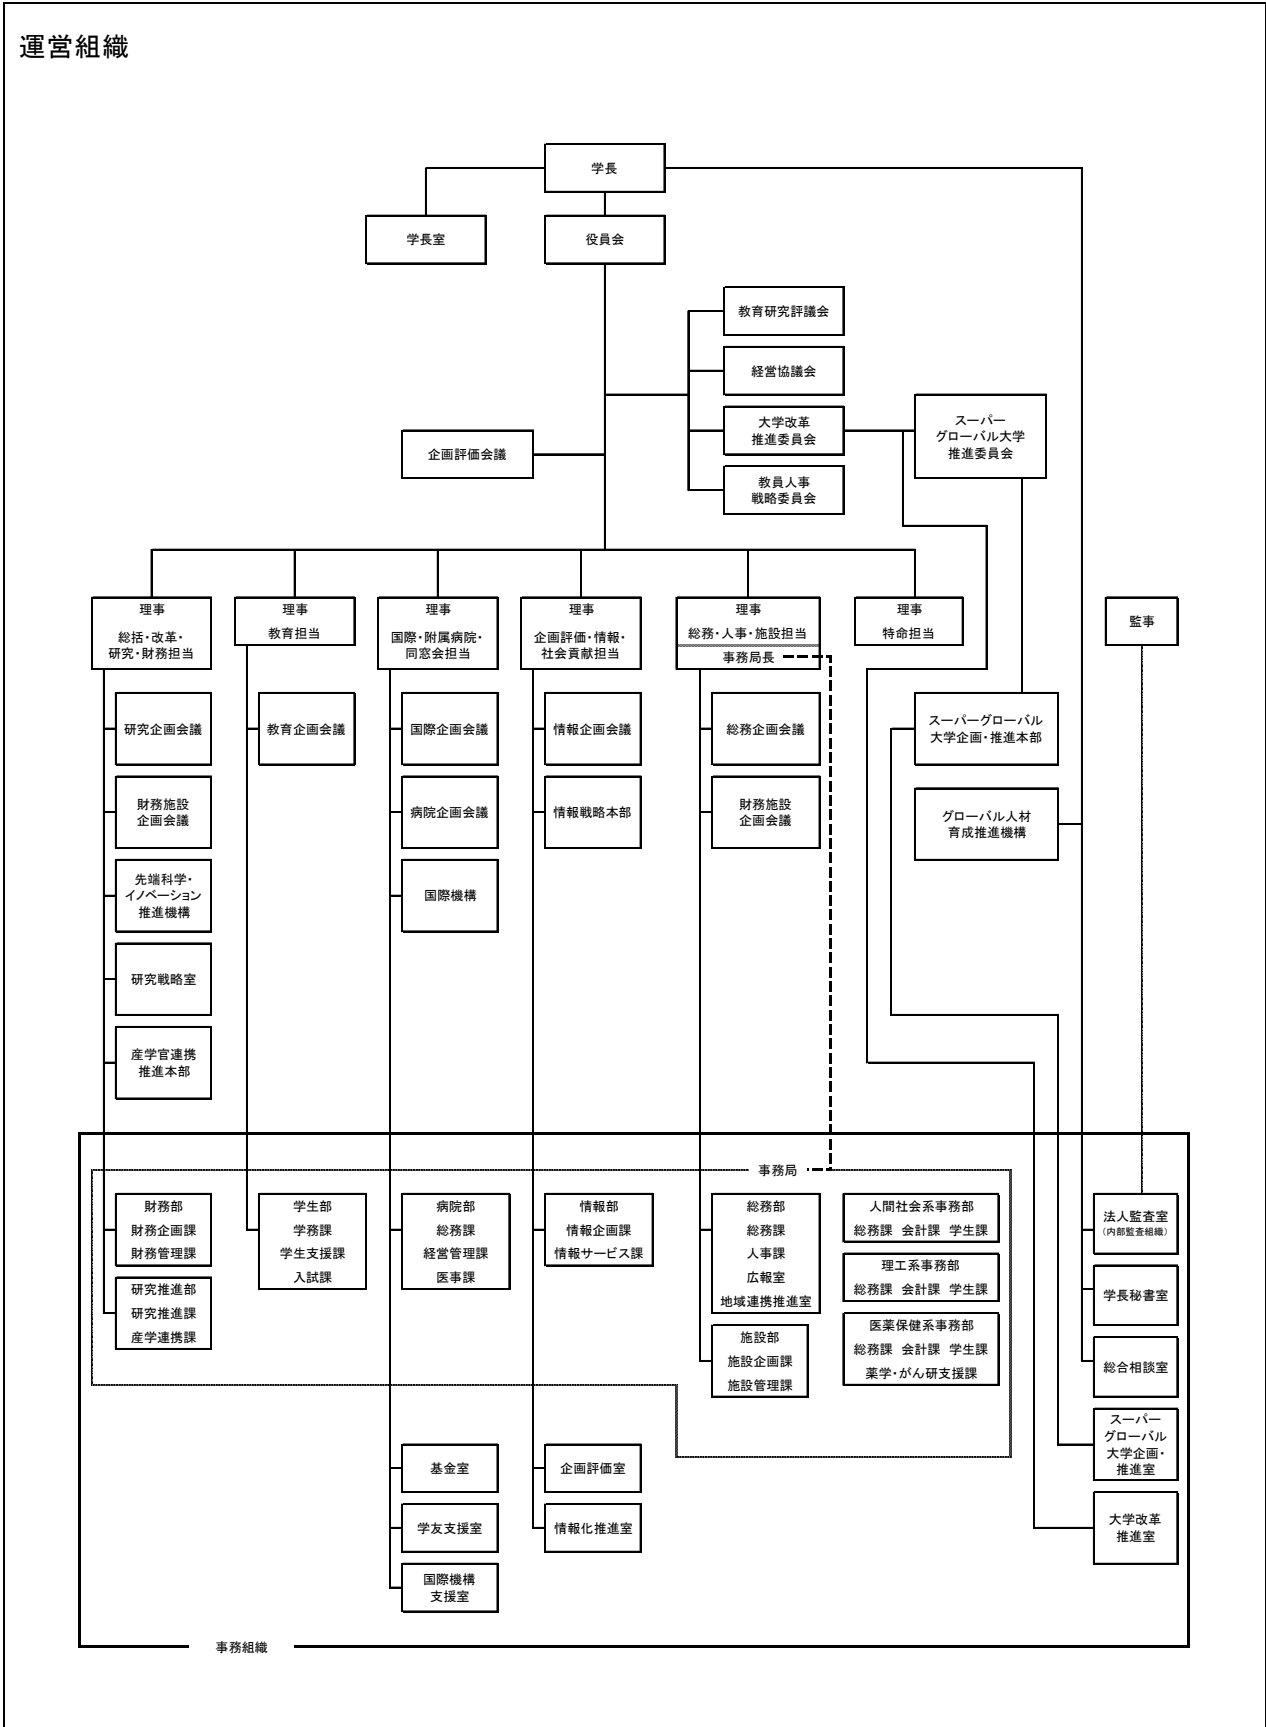 運営組織
学長
学長室
役員会
教育研究評議会
経営協議会
大学改革
推進委員会
教員人事
戦略委員会
スーパー
グローバル大学
推進委員会
企画評価会議
理事
総括・改革・
研究・財務担当
理事
教育担当
理事
国際・附属病院・
同窓会担当
理事
企画評価・情報・
社会貢献担当
理事
総務・人事・施設担当
事務局長
理事
特命担当
監事
研究企画会議
財務施設
企画会議
先端科学・
イノベーション
推進機構
研究戦略室
産学官連携
推進本部
教育企画会議
国際企画会議
病院企画会議
国際機構
情報企画会議
情報戦略本部
総務企画会議
財務施設
企画会議
スーパーグローバル
大学企画・推進本部
グローバル人材
育成推進機構
事務局
財務部
財務企画課
財務管理課
研究推進部
研究推進課
産学連携課
学生部
学務課
学生支援課
入試課
病院部
総務課
経営管理課
医事課
情報部
情報企画課
情報サービス課
総務部
総務課
人事課
広報室
地域連携推進室
施設部
施設企画課
施設管理課
人間社会系事務部
総務課 会計課 学生課
理工系事務部
総務課 会計課 学生課
医薬保健系事務部
総務課 会計課 学生課
薬学・がん研支援課
法人監査室
(内部監査組織)
学長秘書室
総合相談室
スーパー
グローバル
大学企画・
推進室
大学改革
推進室
基金室
学友支援室
国際機構
支援室
企画評価室
情報化推進室
事務組織